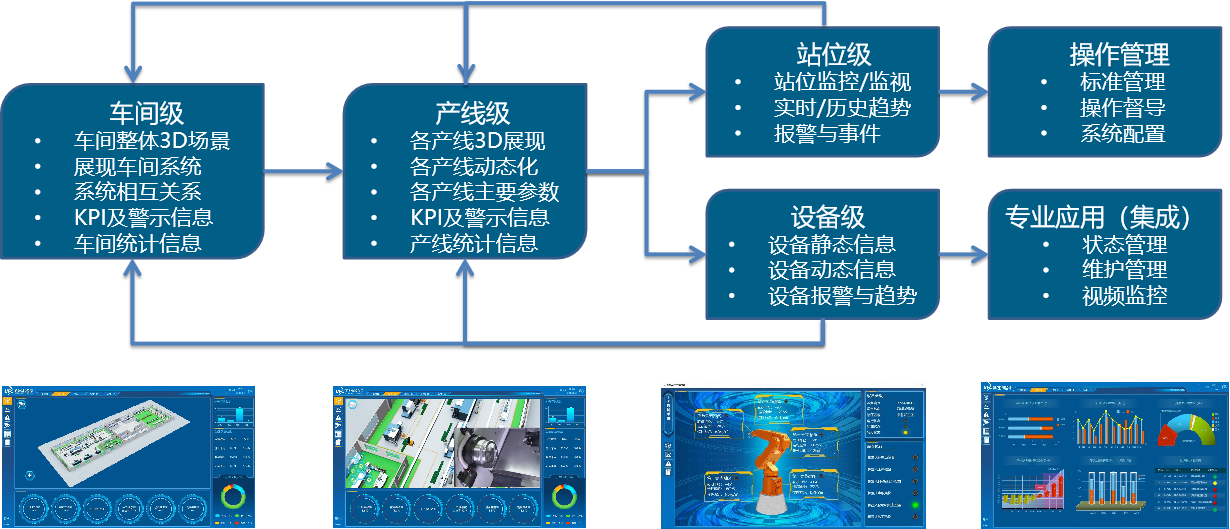 站位级
站位监控/监视
实时/历史趋势
报警与事件
操作管理
标准管理
操作督导
系统配置
车间级
车间整体3D场景
展现车间系统
系统相互关系
KPI及警示信息
车间统计信息
产线级
各产线3D展现
各产线动态化
各产线主要参数
KPI及警示信息
产线统计信息
设备级
设备静态信息
设备动态信息
设备报警与趋势
专业应用（集成）
状态管理
维护管理
视频监控